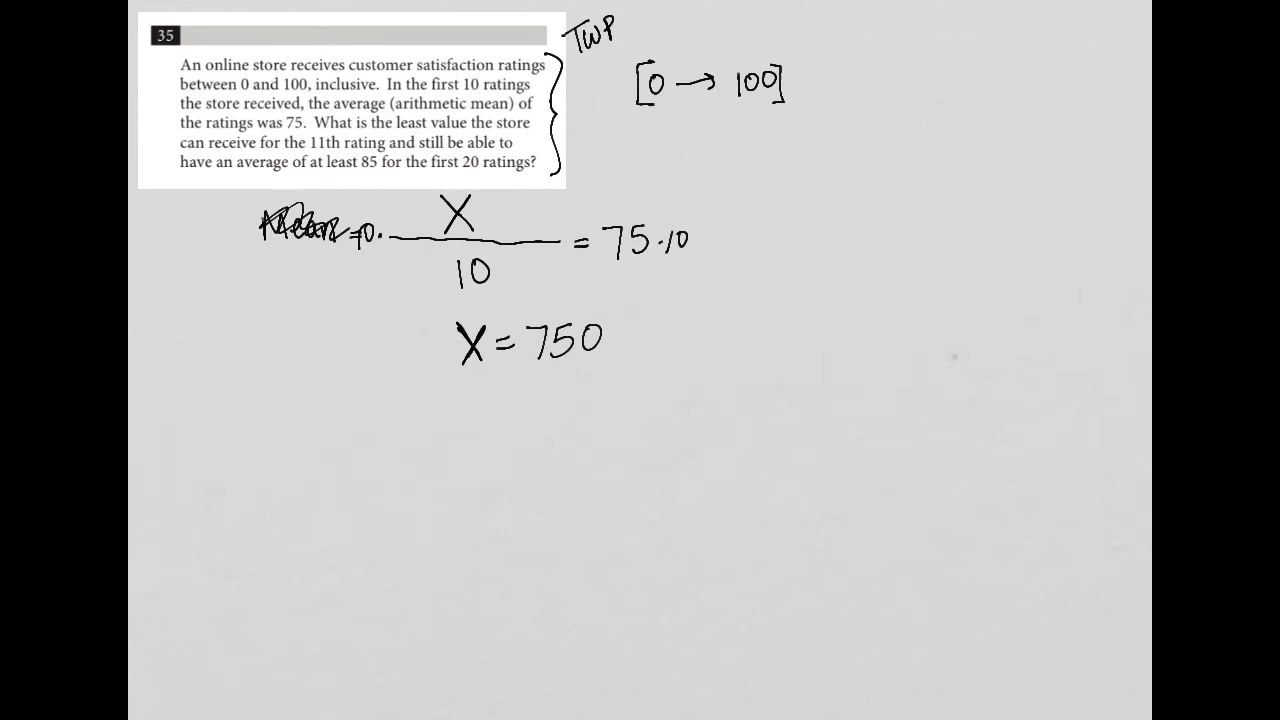 35
TWP
An online store receives customer satisfaction ratings
between 0 and 100, inclusive. In the first 10 ratings
the store received, the average (arithmetic mean) of
the ratings was 75. What is the least value the store
can receive for the 11th rating and still be able to
have an average of at least 85 for the first 20 ratings?
[0 → 100]
X
10· = 75·10
10
X = 750